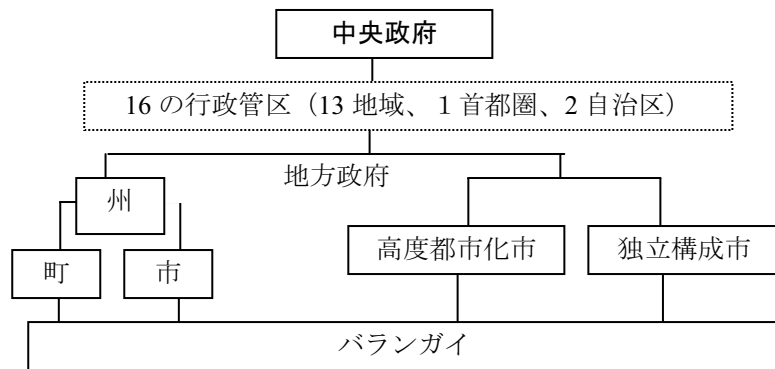 中央政府
16 の行政管区（13 地域、１首都圏、2 自治区）
地方政府
州
高度都市化市
独立構成市
町
市
バランガイ